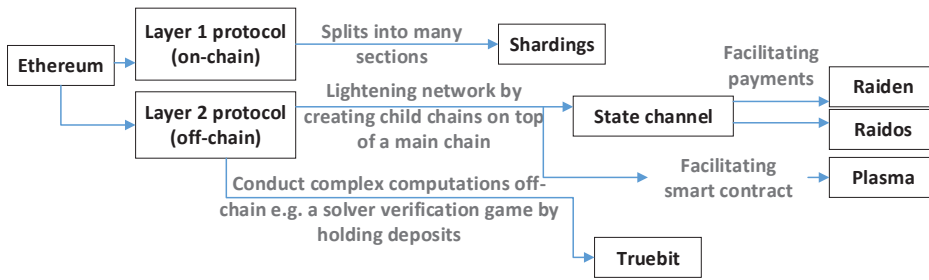 Ethereum
Layer 1 protocol
(on-chain)
Splits into many
sections
Shardings
Layer 2 protocol
(off-chain)
Lightening network by
creating child chains on top
of a main chain
State channel
Facilitating
payments
Raiden
Raidos
Facilitating
smart contract
Plasma
Conduct complex computations off-
chain e.g. a solver verification game by
holding deposits
Truebit